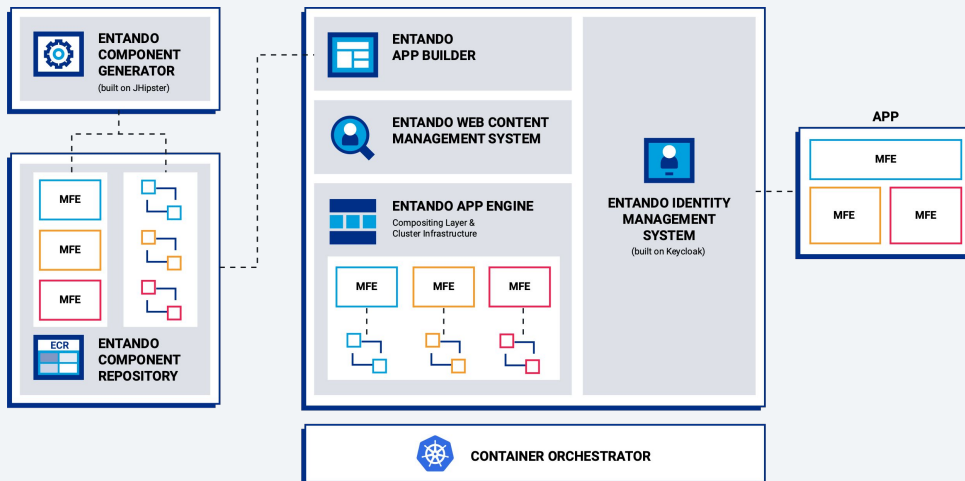 ENTANDO
COMPONENT
GENERATOR
(built on JHipster)
MFE
MFE
MFE
ECR
ENTANDO
COMPONENT
REPOSITORY
ENTANDO
APP BUILDER
ENTANDO WEB CONTENT
MANAGEMENT SYSTEM
ENTANDO APP ENGINE
Compositing Layer &
Cluster Infrastructure
MFE
MFE
MFE
ENTANDO IDENTITY
MANAGEMENT
SYSTEM
(built on Keycloak)
APP
MFE
MFE
MFE
CONTAINER ORCHESTRATOR